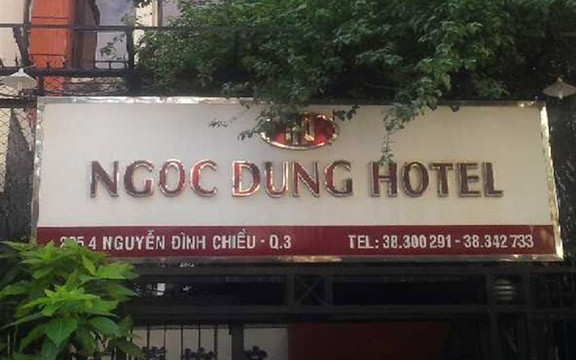 NGOC DUNG HOTEL
NGUYỄN ĐÌNH CHIỂU - Q.3 TEL: 38.300 291 - 38.342 733